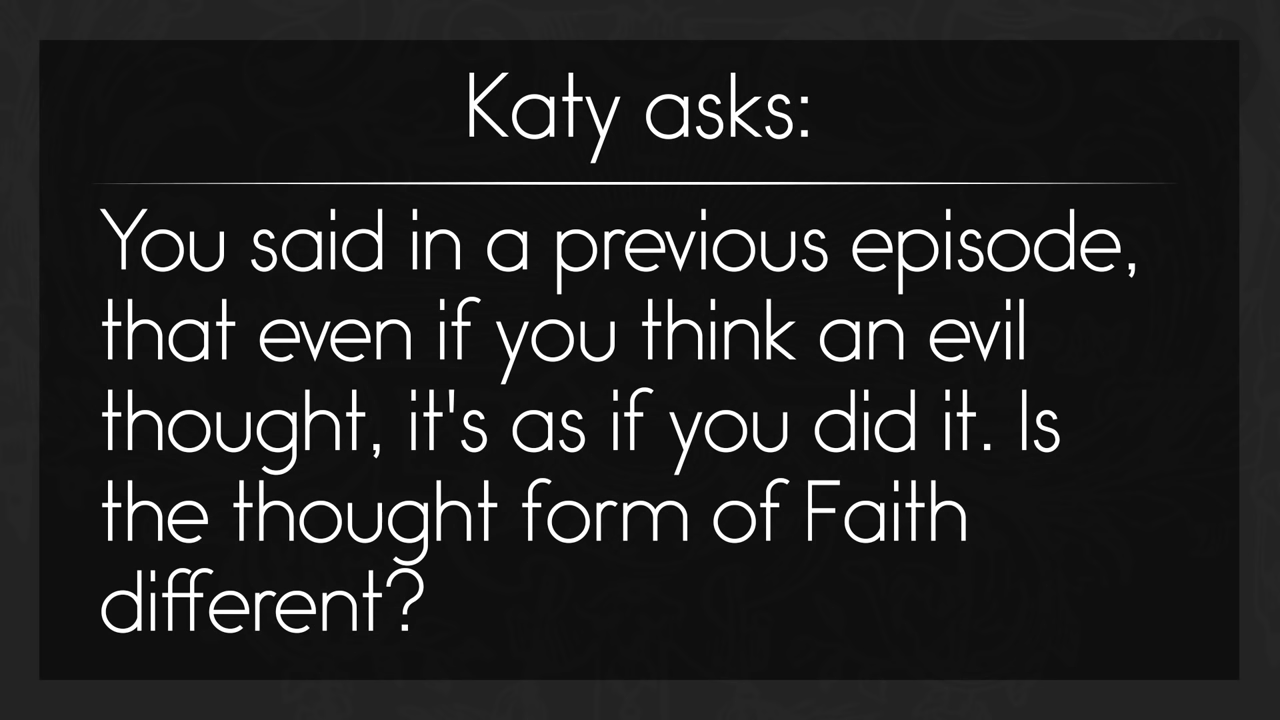 Katy asks:
You said in a previous episode,
that even if you think an evil
thought, it's as if you did it. Is
the thought form of Faith
different?